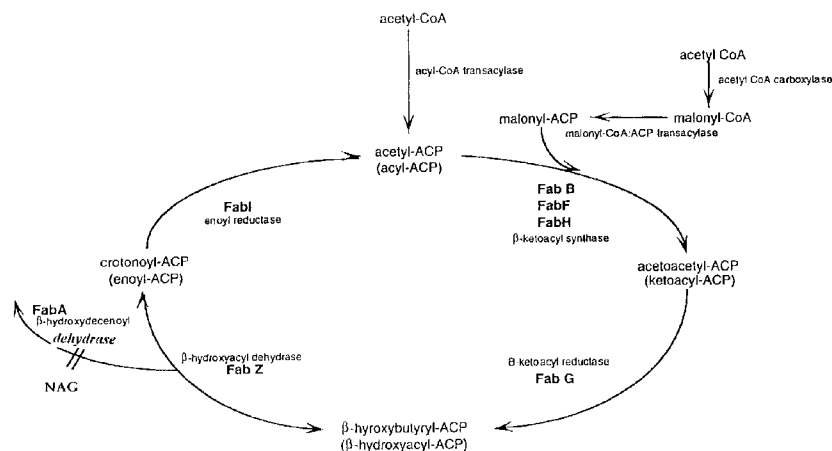 acetyl-CoA
acyl-CoA transacylase
acetyl CoA
acetyl CoA carboxylase
malonyl-ACP
malonyl-CoA
malonyl-CoA:ACP transacylase
acetyl-ACP
(acyl-ACP)
Fab B
FabF
FabH
β-ketoacyl synthase
FabI
enoyl reductase
crotonoyl-ACP
(enoyl-ACP)
acetoacetyl-ACP
(ketoacyl-ACP)
FabA
β-hydroxydecenoyl
dehydrase
NAG
β-hydroxyacyl dehydrase
Fab Z
B-ketoacyl reductase
Fab G
β-hyroxybutyryl-ACP
(β-hydroxyacyl-ACP)